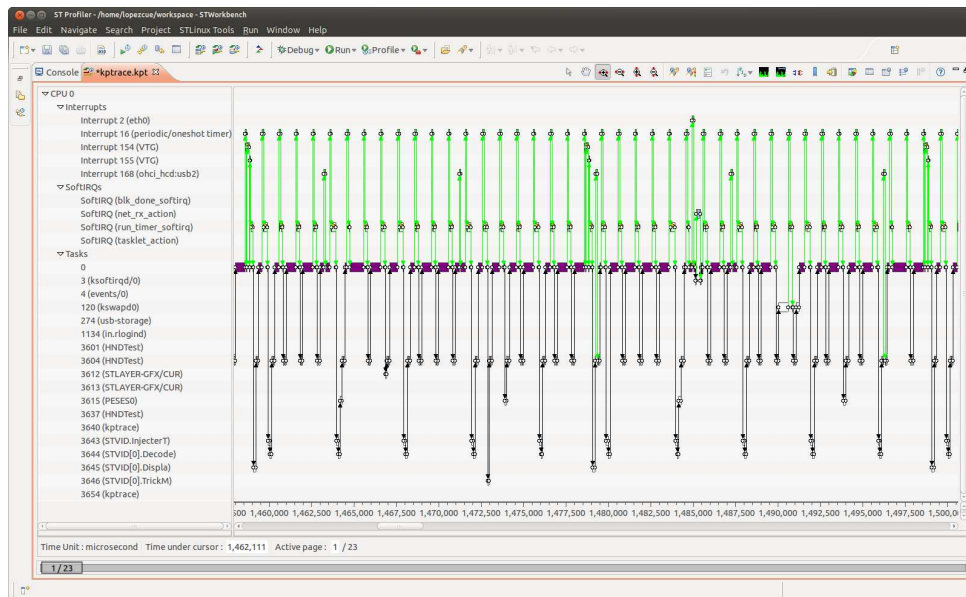 ST Profiler - /home/lopezcue/workspace - STWorkbench
File Edit Navigate Search Project STLinux Tools Run Window Help
Debug Run Profile
Console *kptrace.kpt
CPU 0
Interrupts
Interrupt 2 (eth0)
Interrupt 16 (periodic/oneshot timer)
Interrupt 154 (VTG)
Interrupt 155 (VTG)
Interrupt 168 (ohci_hcd:usb2)
SoftIRQs
SoftIRQ (blk_done_softirq)
SoftIRQ (net_rx_action)
SoftIRQ (run_timer_softirq)
SoftIRQ (tasklet_action)
Tasks
0
3 (ksoftirqd/0)
4 (events/0)
120 (kswapd0)
274 (usb-storage)
1134 (in.rlogind)
3601 (HNDTest)
3604 (HNDTest)
3612 (STLAYER-GFX/CUR)
3613 (STLAYER-GFX/CUR)
3615 (PESES0)
3637 (HNDTest)
3640 (kptrace)
3643 (STVID.InjecterT)
3644 (STVID[0].Decode)
3645 (STVID[0].Displa)
3646 (STVID[0].TrickM)
3654 (kptrace)
500 1,460,000 1,462,500 1,465,000 1,467,500 1,470,000 1,472,500 1,475,000 1,477,500 1,480,000 1,482,500 1,485,000 1,487,500 1,490,000 1,492,500 1,495,000 1,497,500 1,500,0
Time Unit : microsecond Time under cursor : 1,462,111 Active page : 1 / 23
1 / 23